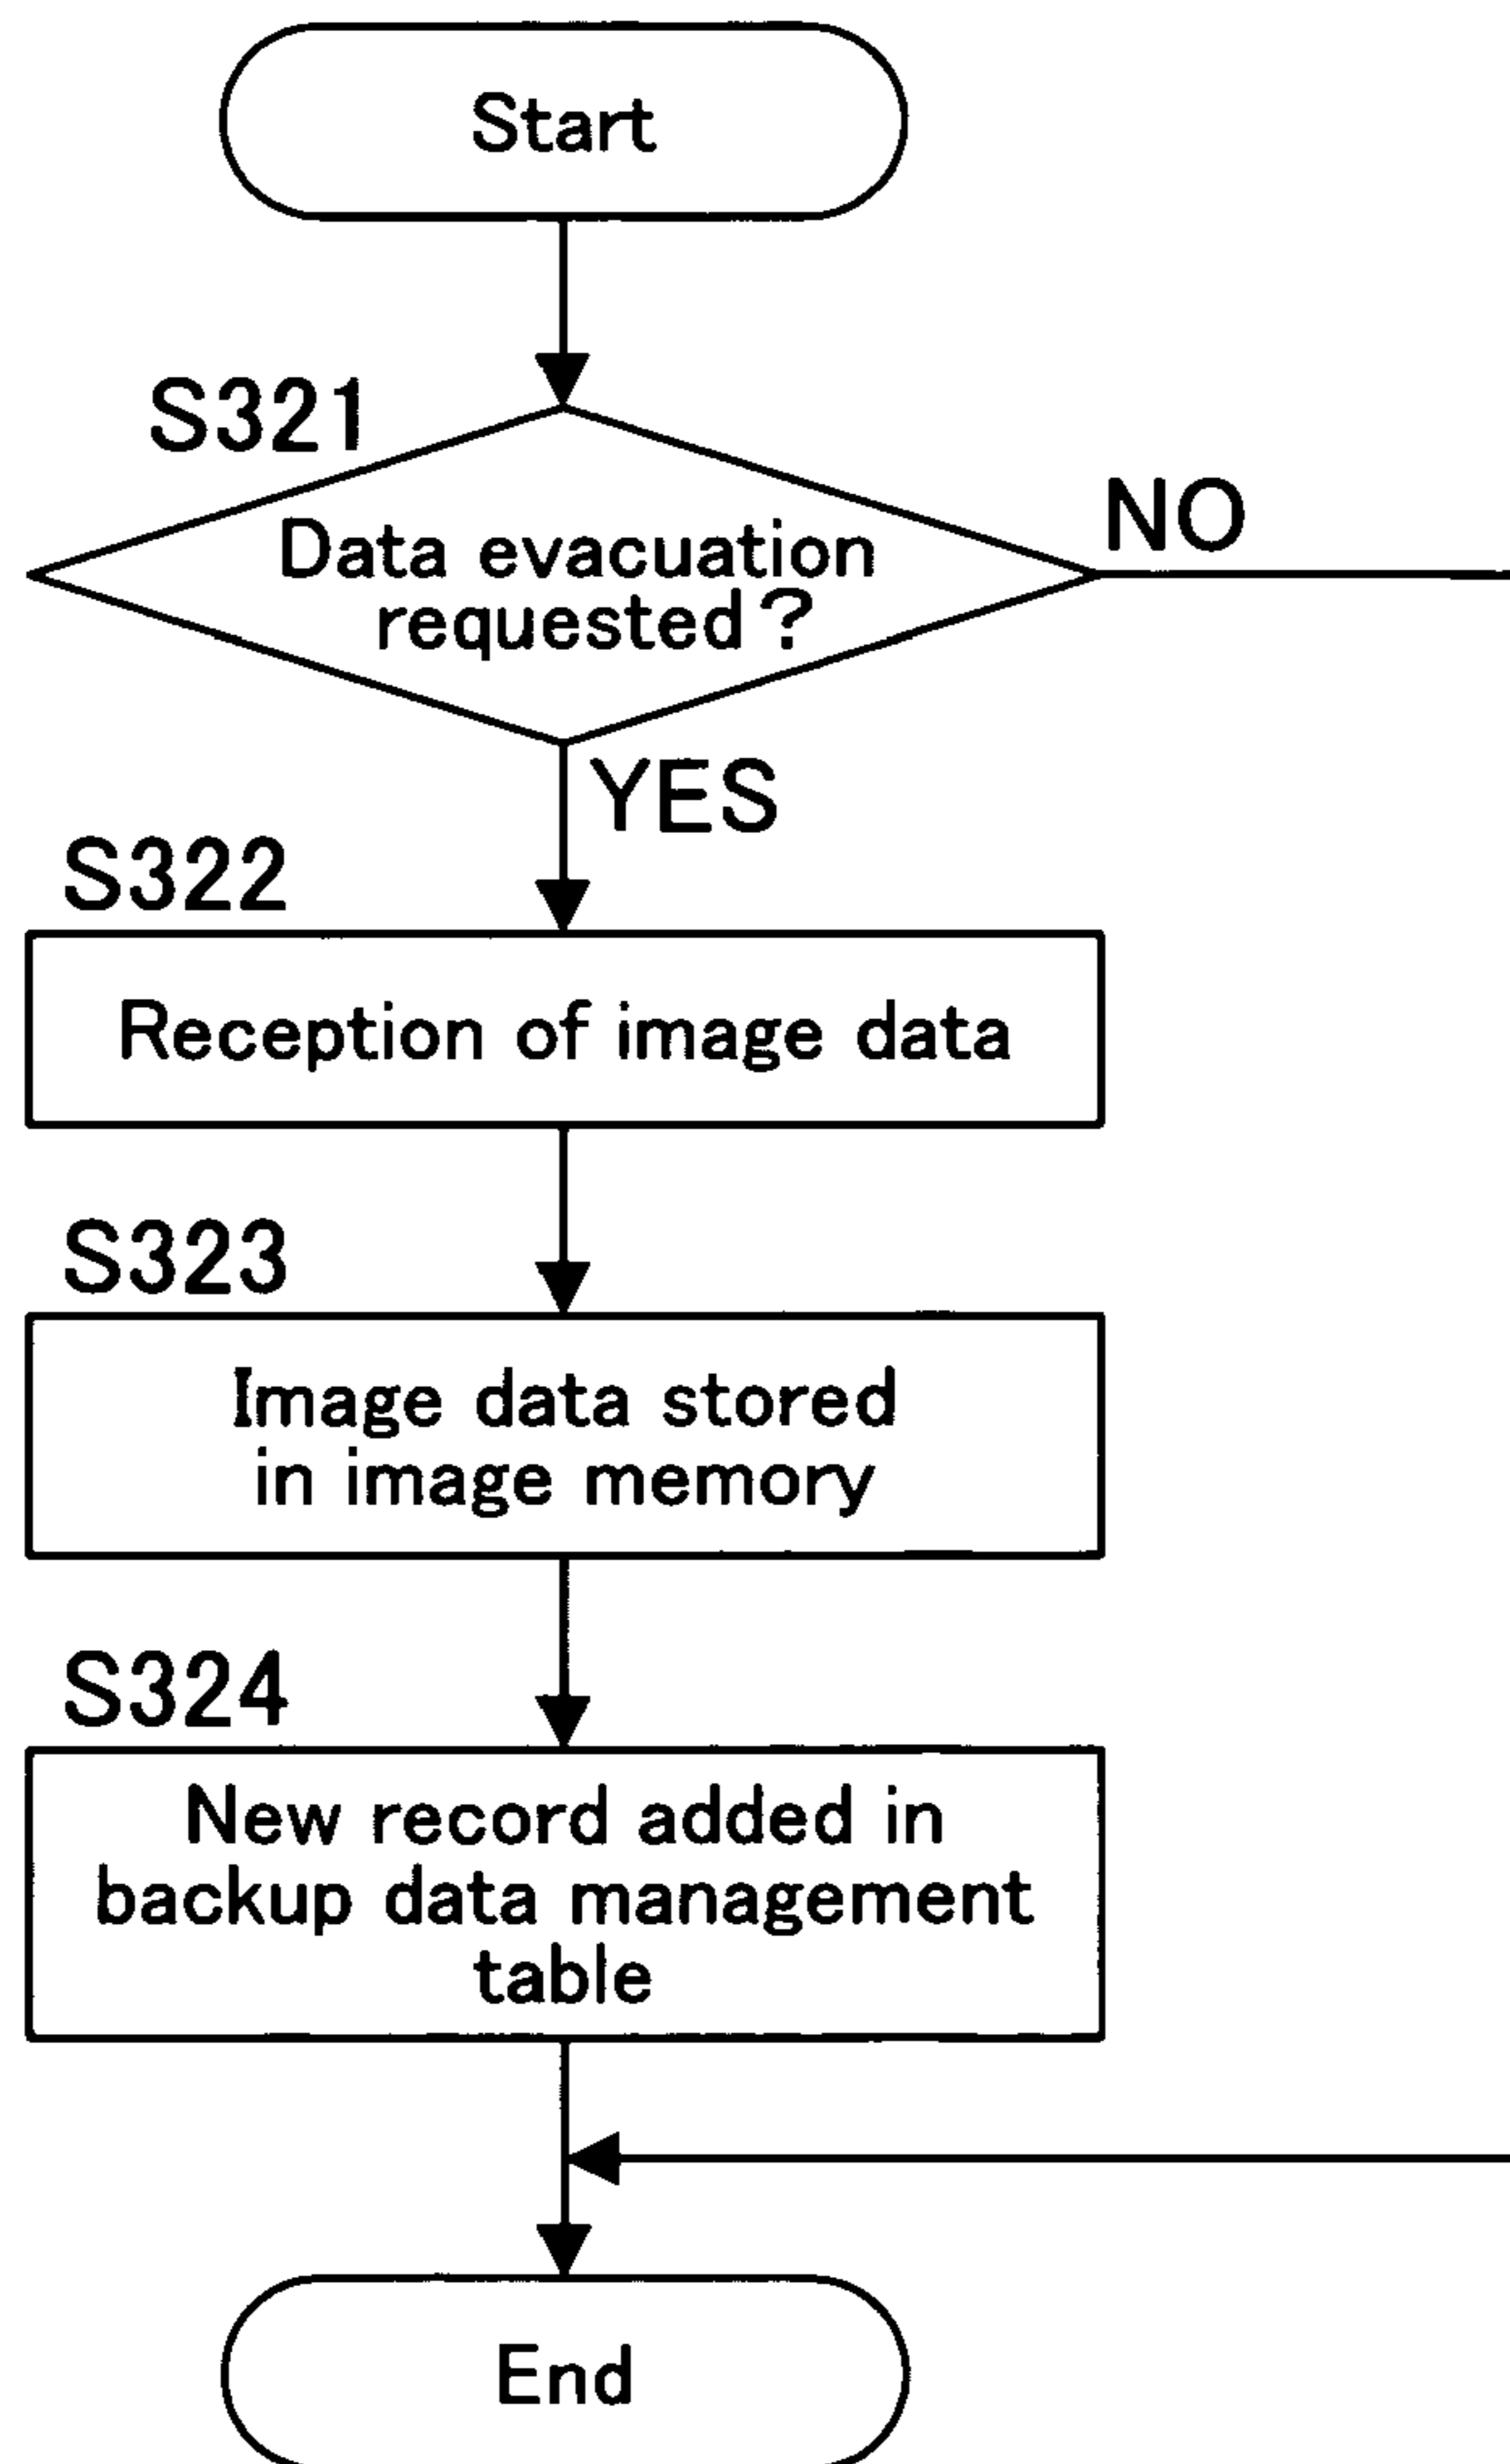 Start
S321
NO
Data evacuation
requested?
YES
S322
Reception of image data
S323
Image data stored
in image memory
S324
New record added in
backup data management
table
End